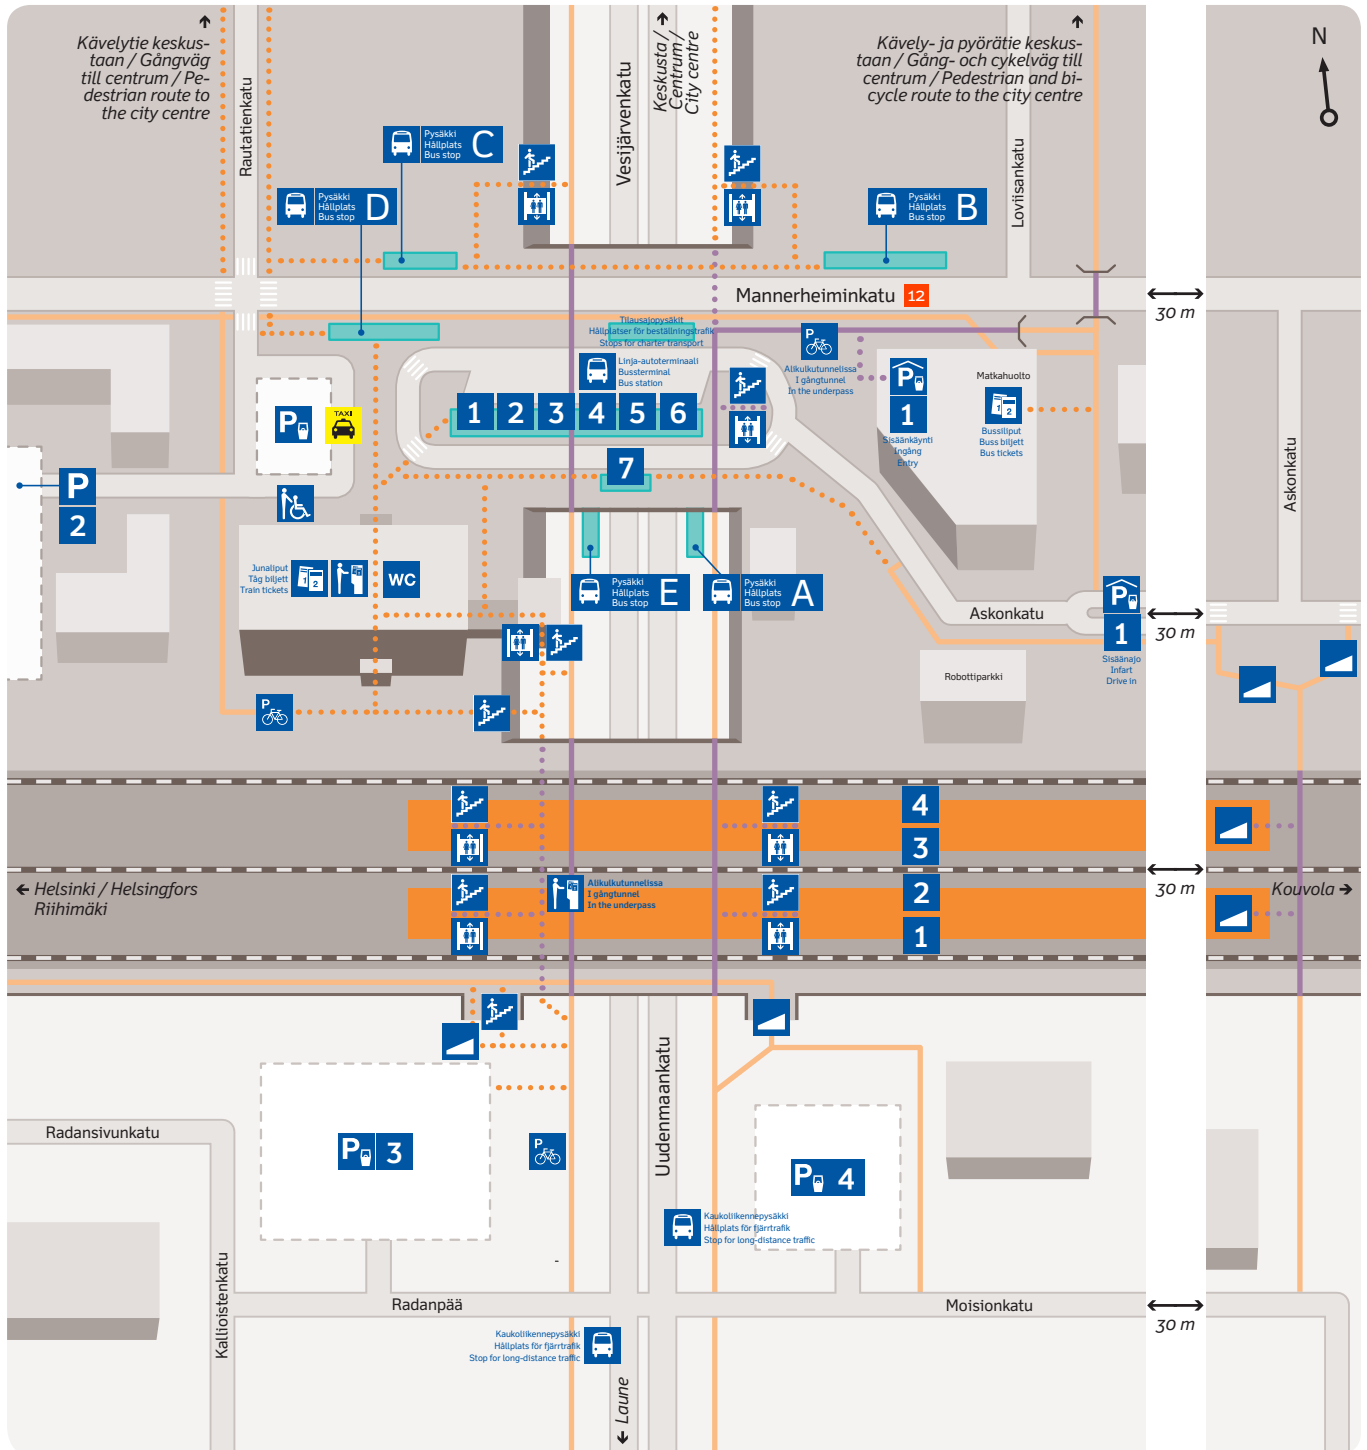 Kävelytie keskus-
taan / Gångväg
till centrum / Pe-
destrian route to
the city centre
Rautatienkatu
Vesijärvenkatu
Keskusta /
Centrum /
City centre
Kävely- ja pyörätie keskus-
taan / Gång- och cykelväg till
centrum / Pedestrian and bi-
cycle route to the city centre
Loviisankatu
N
Pysäkki
Hållplats
Bus stop
C
Pysäkki
Hållplats
Bus stop
D
Pysäkki
Hållplats
Bus stop
B
Mannerheiminkatu 12
30 m
Tilausajopysäkit
Hållplatser för beställningstrafik
Stops for charter transport
Linja-autoterminaali
Bussterminal
Bus station
1 2 3 4 5 6
7
P
Alikulkutunnelissa
I gångtunnel
In the underpass
P
1
Sisäänkäynti
Ingång
Entry
Matkahuolto
1 2
Bussiliput
Buss biljett
Bus tickets
P
TAXI
P
2
Askonkatu
Junaliput
Tåg biljett
Train tickets
1 2
WC
Pysäkki
Hållplats
Bus stop
E
Pysäkki
Hållplats
Bus stop
A
Askonkatu
P
1
Sisäänajo
Infart
Drive in
30 m
Robottiparkki
P
4
3
2
1
← Helsinki / Helsingfors
Riihimäki
Alikulkutunnelissa
I gångtunnel
In the underpass
30 m
Kouvola →
Radansivunkatu
P 3
P
Uudenmaankatu
P 4
Kaukoliikennepysäkki
Hållplats för fjärrtrafik
Stop for long-distance traffic
Kallioistenkatu
Radanpää
Moisionkatu
30 m
Kaukoliikennepysäkki
Hållplats för fjärrtrafik
Stop for long-distance traffic
← Laune